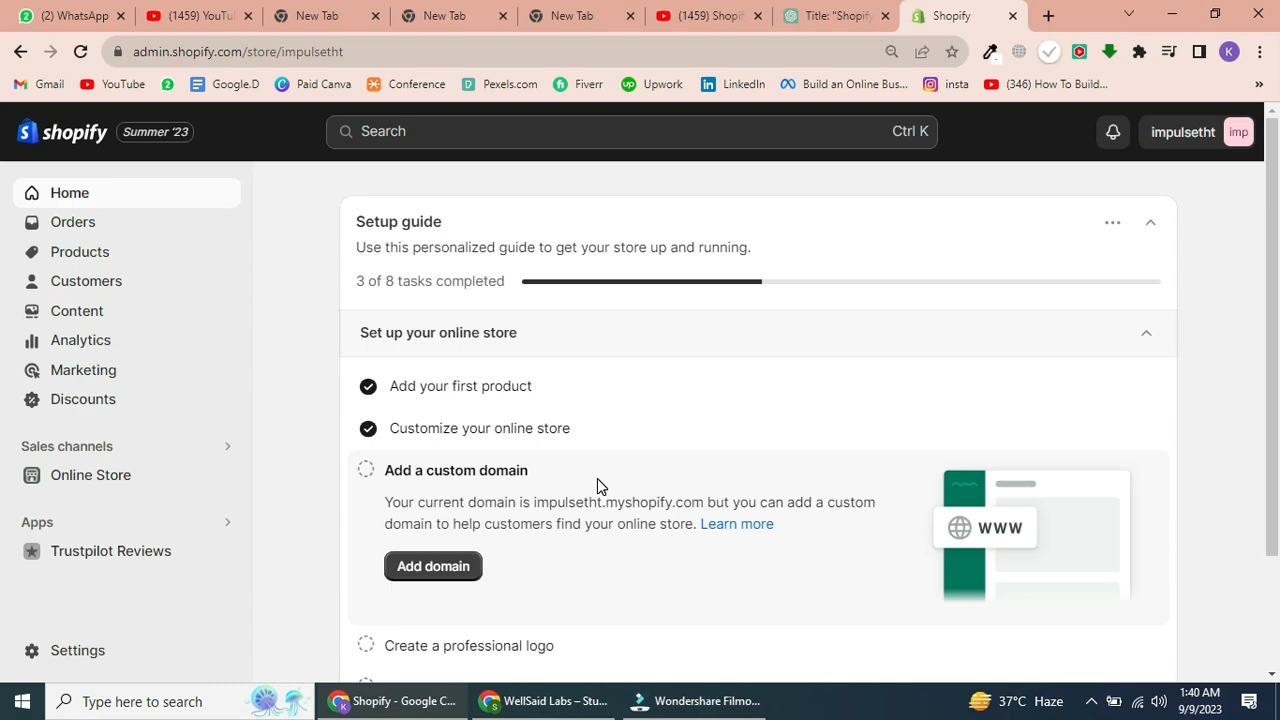 (2) WhatsApp
(1459) YouTu
New Tab
New Tab
New Tab
(1459) Shopif
Title: "Shopify
Shopify
admin.shopify.com/store/impulsetht
K
Gmail
YouTube
2
Google.D
Paid Canva
Conference
Pexels.com
Fiverr
Upwork
LinkedIn
Build an Online Bus...
insta
(346) How To Build...
shopify
Summer '23
Search
Ctrl K
impulsetht
imp
Home
Orders
Products
Customers
Content
Analytics
Marketing
Discounts
Sales channels
Online Store
Apps
Trustpilot Reviews
Settings
Setup guide
Use this personalized guide to get your store up and running.
3 of 8 tasks completed
Set up your online store
Add your first product
Customize your online store
Add a custom domain
Your current domain is impulsetht.myshopify.com but you can add a custom
domain to help customers find your online store. Learn more
Add domain
WWW
Create a professional logo
Type here to search
Shopify - Google C...
WellSaid Labs – Stu...
Wondershare Filmo...
37°C Haze
1:40 AM
9/9/2023